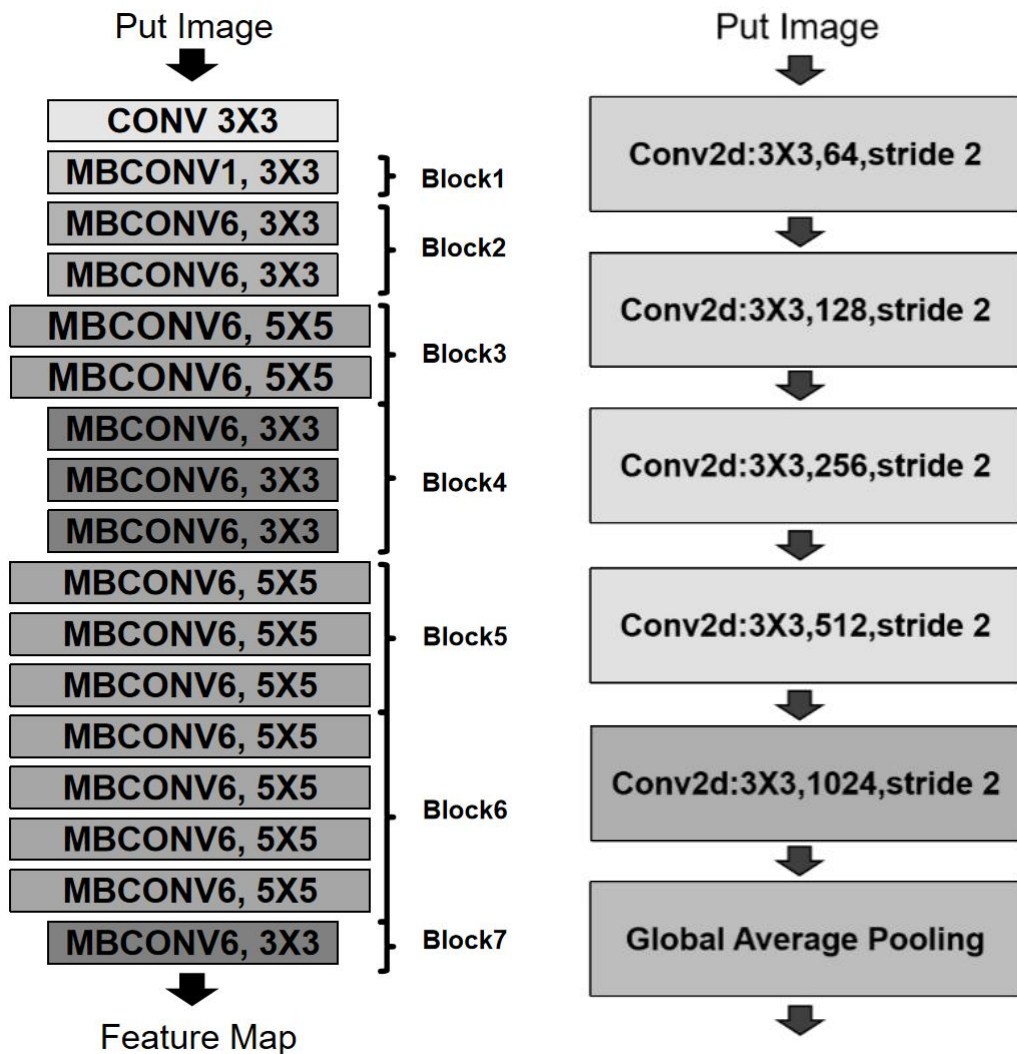 Put Image
CONV 3X3
MBCONV1, 3X3
Block1
MBCONV6, 3X3
MBCONV6, 3X3
Block2
MBCONV6, 5X5
MBCONV6, 5X5
Block3
MBCONV6, 3X3
MBCONV6, 3X3
MBCONV6, 3X3
Block4
MBCONV6, 5X5
MBCONV6, 5X5
MBCONV6, 5X5
Block5
MBCONV6, 5X5
MBCONV6, 5X5
MBCONV6, 5X5
MBCONV6, 5X5
Block6
MBCONV6, 3X3
Block7
Feature Map
Put Image
Conv2d:3X3,64,stride 2
Conv2d:3X3,128,stride 2
Conv2d:3X3,256,stride 2
Conv2d:3X3,512,stride 2
Conv2d:3X3,1024,stride 2
Global Average Pooling